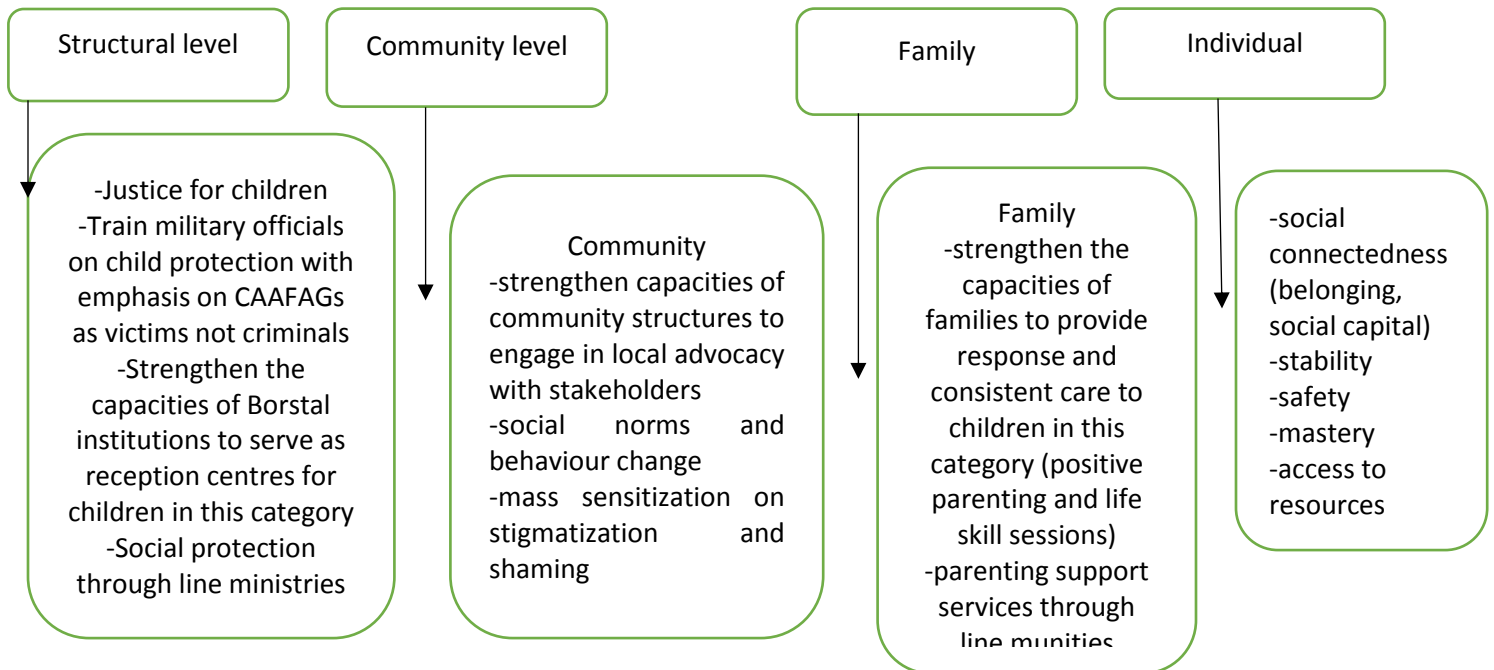 Structural level
Community level
Family
Individual
-Justice for children
-Train military officials
on child protection with
emphasis on CAAFAGs
as victims not criminals
-Strengthen the
capacities of Borstal
institutions to serve as
reception centres for
children in this category
-Social protection
through line ministries
Community
-strengthen capacities of
community structures to
engage in local advocacy
with stakeholders
-social norms and
behaviour change
-mass sensitization on
stigmatization and
shaming
Family
-strengthen the
capacities of
families to provide
response and
consistent care to
children in this
category (positive
parenting and life
skill sessions)
-parenting support
services through
line munities
-social
connectedness
(belonging,
social capital)
-stability
-safety
-mastery
-access to
resources